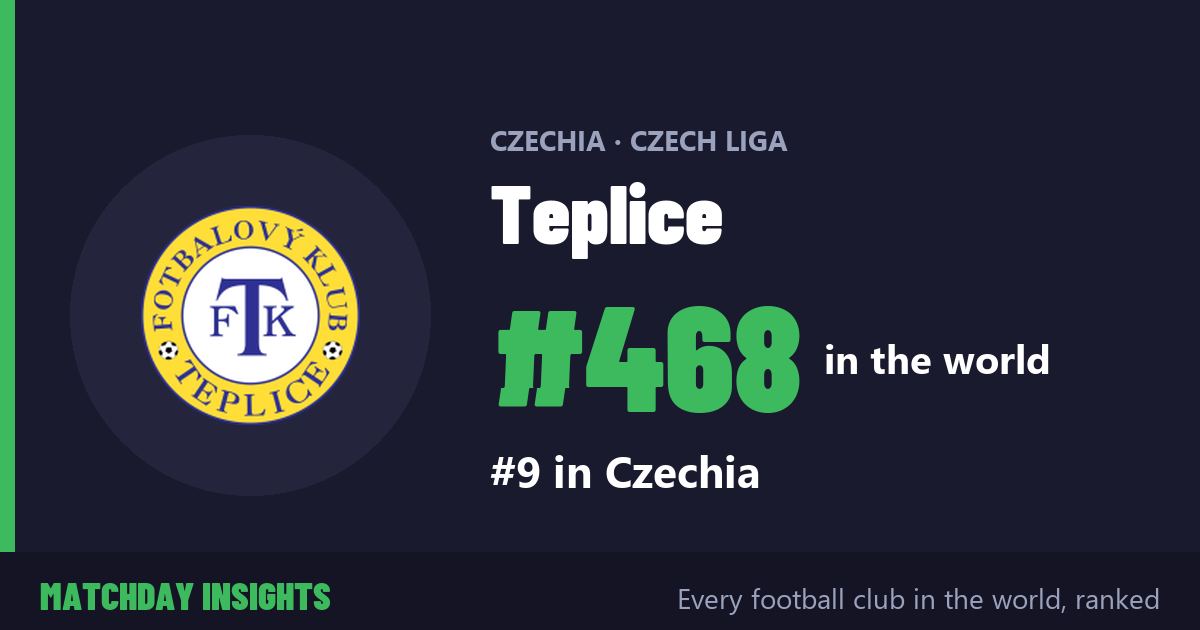 CZECHIA · CZECH LIGA
Teplice
FOTBALOVÝ KLUB
FTK
TEPLICE
#468 in the world
#9 in Czechia
MATCHDAY INSIGHTS
Every football club in the world, ranked